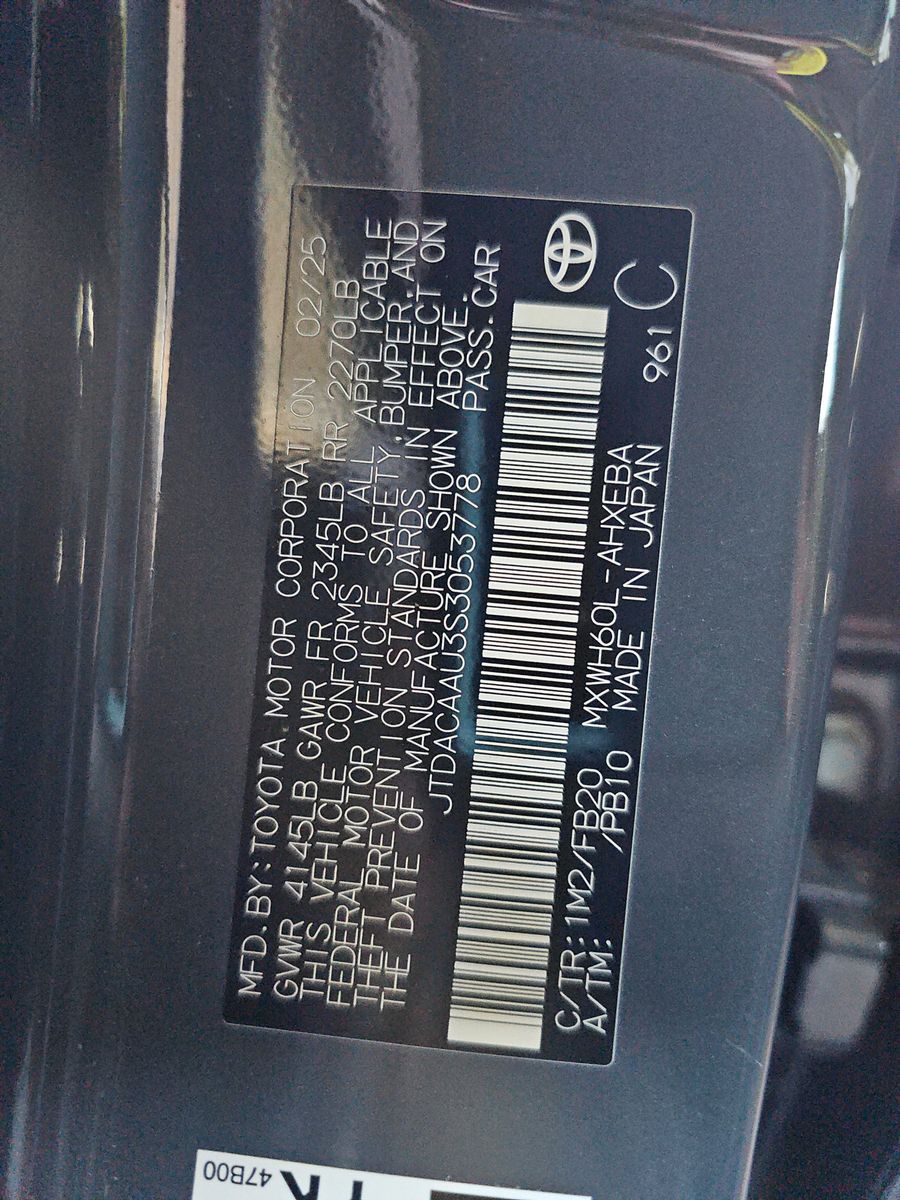 MFD. BY: TOYOTA MOTOR CORPORATION 02/25
GVWR 4145LB GAWR FR 2345LB RR 2270LB
THIS VEHICLE CONFORMS TO ALL APPLICABLE
FEDERAL MOTOR VEHICLE SAFETY, BUMPER, AND
THEFT PREVENTION STANDARDS IN EFFECT ON
THE DATE OF MANUFACTURE SHOWN ABOVE.
JTDACAAU3S3053778 PASS. CAR
C/TR: 1M2/FB20 MXWH60L-AHXEBA
A/TM: /PB10 MADE IN JAPAN
961 C
47B00